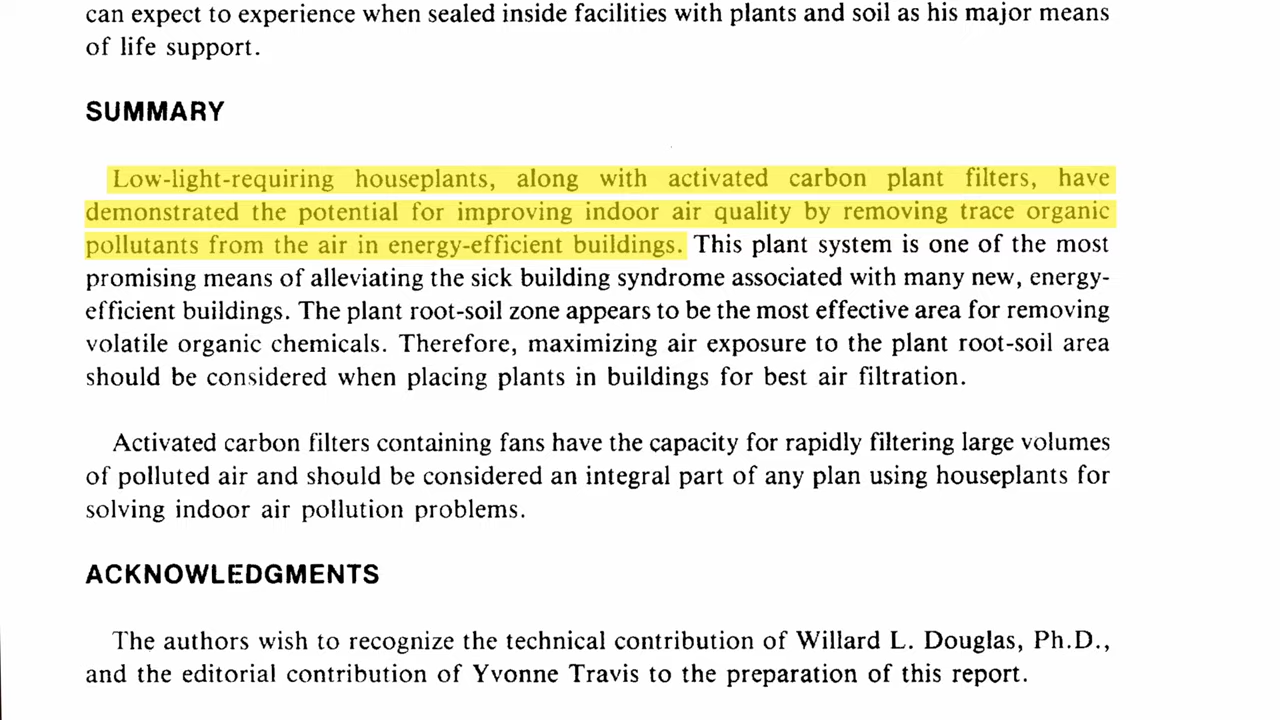 can expect to experience when sealed inside facilities with plants and soil as his major means
of life support.
SUMMARY
Low-light-requiring houseplants, along with activated carbon plant filters, have
demonstrated the potential for improving indoor air quality by removing trace organic
pollutants from the air in energy-efficient buildings. This plant system is one of the most
promising means of alleviating the sick building syndrome associated with many new, energy-
efficient buildings. The plant root-soil zone appears to be the most effective area for removing
volatile organic chemicals. Therefore, maximizing air exposure to the plant root-soil area
should be considered when placing plants in buildings for best air filtration.
Activated carbon filters containing fans have the capacity for rapidly filtering large volumes
of polluted air and should be considered an integral part of any plan using houseplants for
solving indoor air pollution problems.
ACKNOWLEDGMENTS
The authors wish to recognize the technical contribution of Willard L. Douglas, Ph.D.,
and the editorial contribution of Yvonne Travis to the preparation of this report.